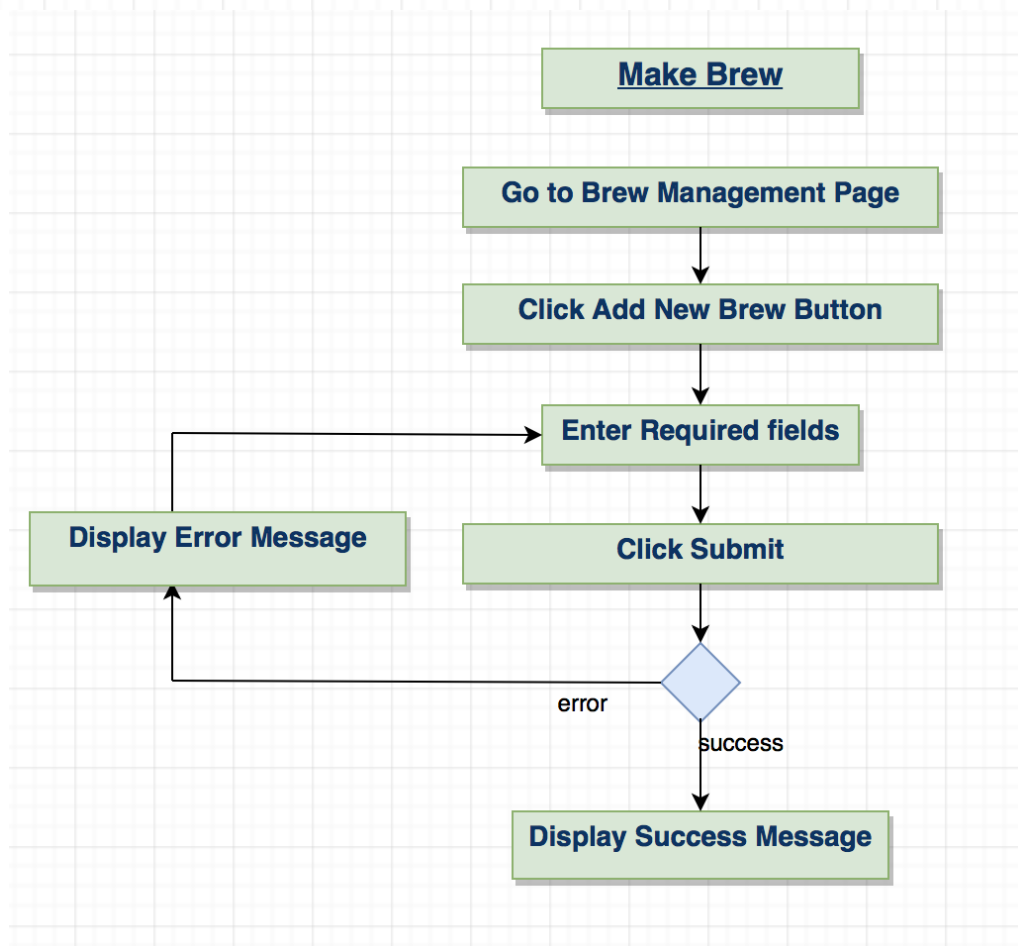 Make Brew
Go to Brew Management Page
Click Add New Brew Button
Enter Required fields
Display Error Message
Click Submit
error
success
Display Success Message